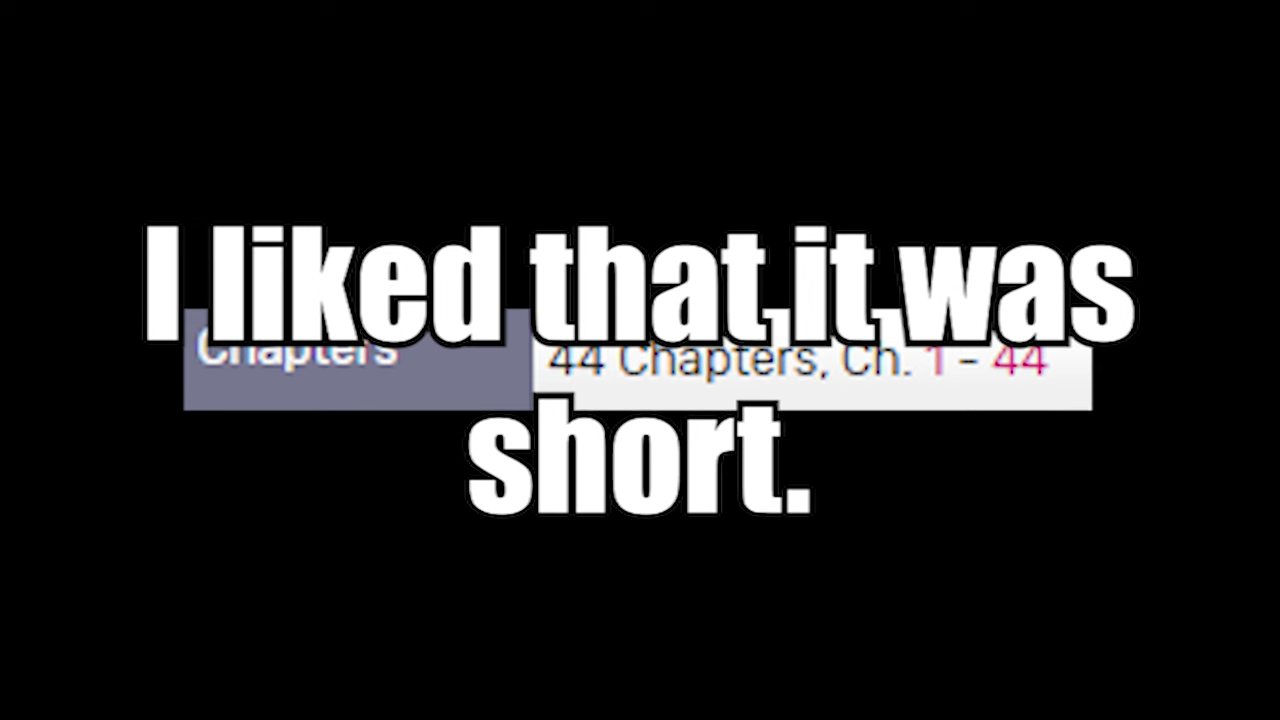 I liked that it was
Chapters 44 Chapters, Ch. 1 - 44
short.